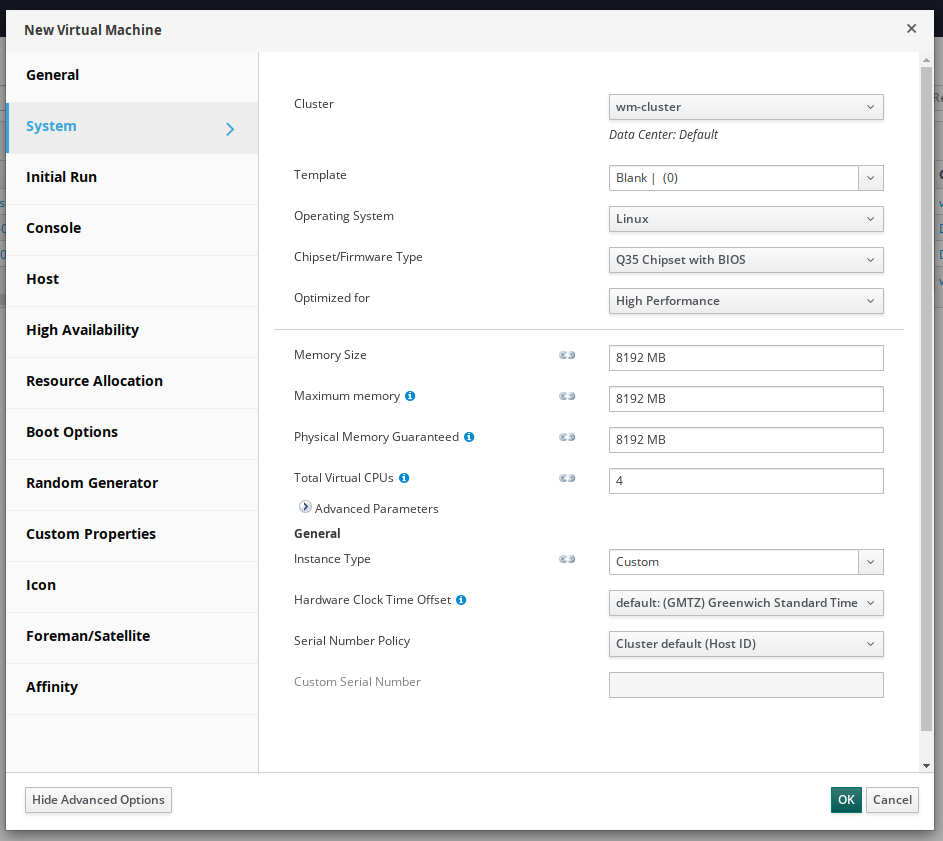 New Virtual Machine
General
System
Initial Run
Console
Host
High Availability
Resource Allocation
Boot Options
Random Generator
Custom Properties
Icon
Foreman/Satellite
Affinity
Cluster
wm-cluster
Data Center: Default
Template
Blank | (0)
Operating System
Linux
Chipset/Firmware Type
Q35 Chipset with BIOS
Optimized for
High Performance
Memory Size
8192 MB
Maximum memory
8192 MB
Physical Memory Guaranteed
8192 MB
Total Virtual CPUs
4
Advanced Parameters
General
Instance Type
Custom
Hardware Clock Time Offset
default: (GMTZ) Greenwich Standard Time
Serial Number Policy
Cluster default (Host ID)
Custom Serial Number
Hide Advanced Options
OK
Cancel